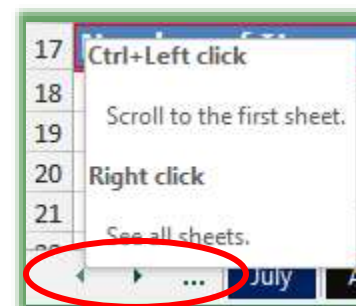 17
Ctrl+Left click
18
Scroll to the first sheet.
19
20 Right click
21
See all sheets.
... July